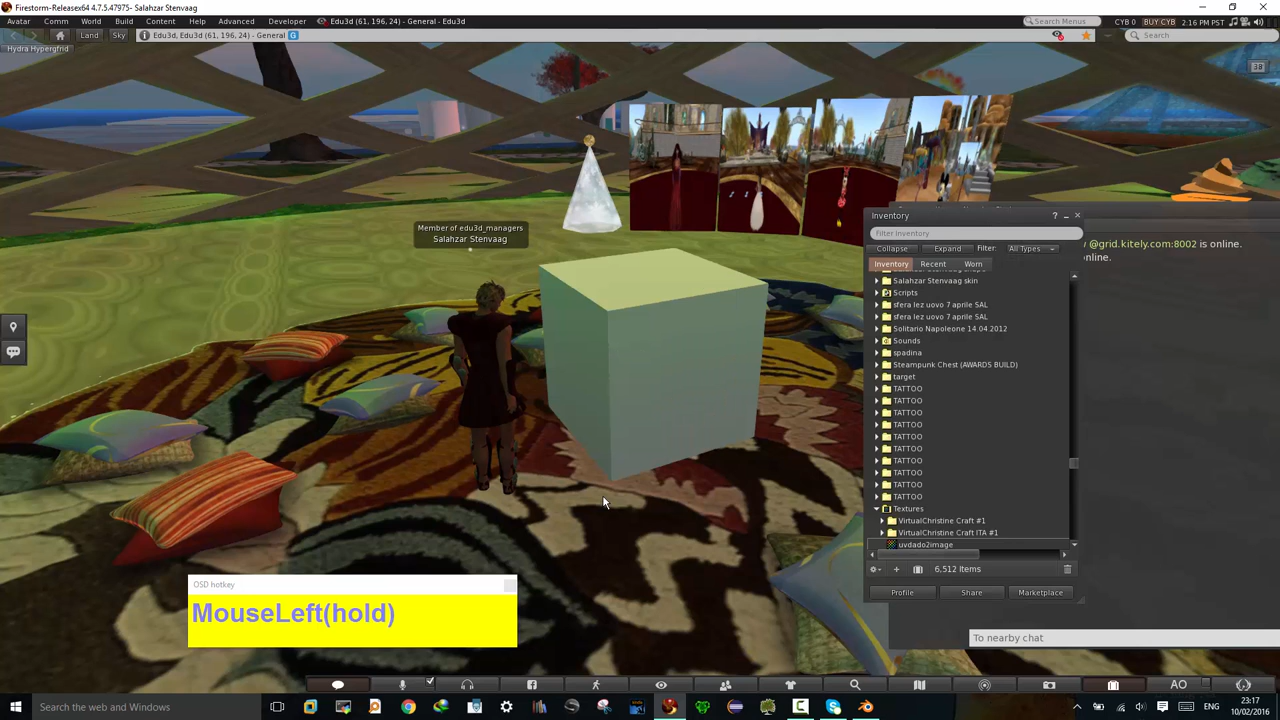 Firestorm-Releasex64 4.7.5.47975- Salahzar Stenvaag
Avatar Comm World Build Content Help Advanced Developer Edu3d (61, 196, 24) - General - Edu3d Search Menus CYB 0 BUY CYB 2.16 PM PST
Land Sky Edu3d, Edu3d (61, 196, 24) - General G Search
Hydra Hypergrid
Member of edu3d_managers
Salahzar Stenvaag
Inventory ?
Filter Inventory
Collapse Expand Filter: All Types
Inventory Recent Worn
@grid.kitely.com:8002 is online.
online.
Salahzar Stenvaag skin
Scripts
sfera lez uovo 7 aprile SAL
sfera lez uovo 7 aprile SAL
Solitario Napoleone 14.04.2012
Sounds
spadina
Steampunk Chest (AWARDS BUILD)
target
TATTOO
TATTOO
TATTOO
TATTOO
TATTOO
TATTOO
TATTOO
TATTOO
TATTOO
TATTOO
Textures
VirtualChristine Craft #1
VirtualChristine Craft ITA #1
uvdado2image
6,512 Items
Profile Share Marketplace
OSD hotkey
MouseLeft(hold)
To nearby chat
AO
Search the web and Windows
ENG
23:17
10/02/2016